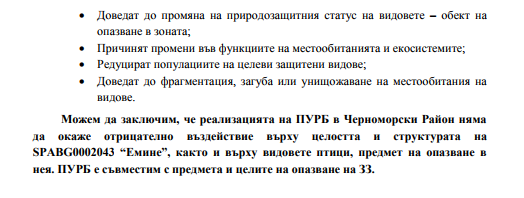 • Доведат до промяна на природозащитния статус на видовете – обект на
опазване в зоната;
• Причинят промени във функциите на местообитанията и екосистемите;
• Редуцират популациите на целеви защитени видове;
• Доведат до фрагментация, загуба или унищожаване на местообитания на
видове.
Можем да заключим, че реализацията на ПУРБ в Черноморски Район няма
да окаже отрицателно въздействие върху целостта и структурата на
SPABG0002043 “Емине”, както и върху видовете птици, предмет на опазване в
нея. ПУРБ е съвместим с предмета и целите на опазване на ЗЗ.